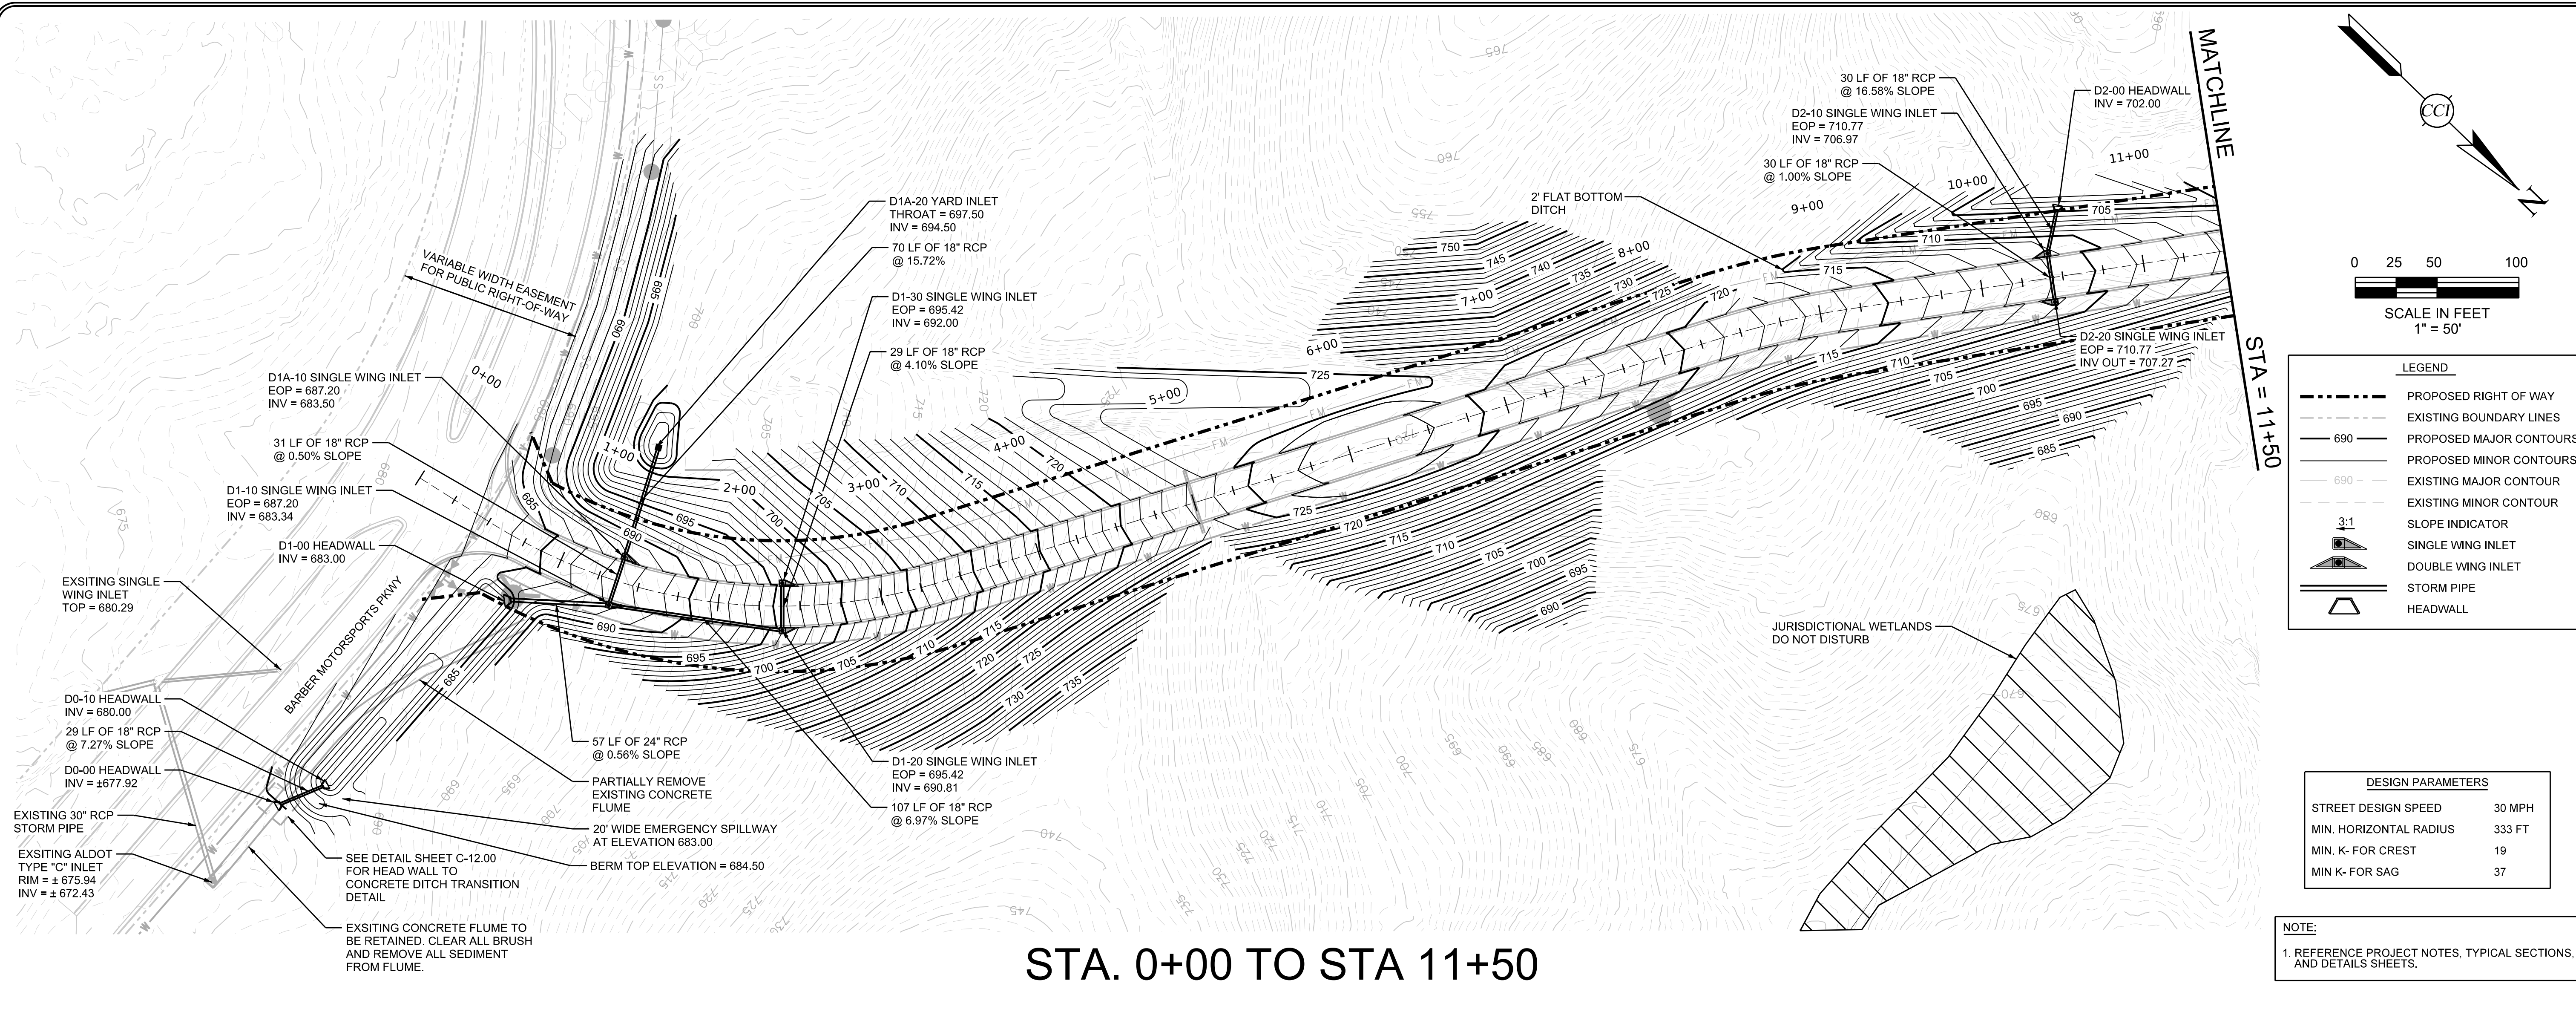 VARIABLE WIDTH EASEMENT
FOR PUBLIC RIGHT-OF-WAY
D1A-20 YARD INLET
THROAT = 697.50
INV = 694.50
70 LF OF 18" RCP
@ 15.72%
D1-30 SINGLE WING INLET
EOP = 695.42
INV = 692.00
29 LF OF 18" RCP
@ 4.10% SLOPE
D1A-10 SINGLE WING INLET
EOP = 687.20
INV = 683.50
31 LF OF 18" RCP
@ 0.50% SLOPE
D1-10 SINGLE WING INLET
EOP = 687.20
INV = 683.34
D1-00 HEADWALL
INV = 683.00
EXSITING SINGLE
WING INLET
TOP = 680.29
BARBER MOTORSPORTS PKWY
D0-10 HEADWALL
INV = 680.00
29 LF OF 18" RCP
@ 7.27% SLOPE
D0-00 HEADWALL
INV = ±677.92
EXISTING 30" RCP
STORM PIPE
EXSITING ALDOT
TYPE "C" INLET
RIM = ± 675.94
INV = ± 672.43
SEE DETAIL SHEET C-12.00
FOR HEAD WALL TO
CONCRETE DITCH TRANSITION
DETAIL
EXSITING CONCRETE FLUME TO
BE RETAINED. CLEAR ALL BRUSH
AND REMOVE ALL SEDIMENT
FROM FLUME.
57 LF OF 24" RCP
@ 0.56% SLOPE
PARTIALLY REMOVE
EXISTING CONCRETE
FLUME
20' WIDE EMERGENCY SPILLWAY
AT ELEVATION 683.00
BERM TOP ELEVATION = 684.50
D1-20 SINGLE WING INLET
EOP = 695.42
INV = 690.81
107 LF OF 18" RCP
@ 6.97% SLOPE
0+00
1+00
2+00
3+00
4+00
5+00
6+00
7+00
8+00
9+00
10+00
11+00
685
690
695
700
705
710
715
720
725
730
735
740
745
750
2' FLAT BOTTOM
DITCH
30 LF OF 18" RCP
@ 16.58% SLOPE
D2-10 SINGLE WING INLET
EOP = 710.77
INV = 706.97
30 LF OF 18" RCP
@ 1.00% SLOPE
D2-00 HEADWALL
INV = 702.00
D2-20 SINGLE WING INLET
EOP = 710.77
INV OUT = 707.27
JURISDICTIONAL WETLANDS
DO NOT DISTURB
MATCHLINE
STA = 11+50
STA. 0+00 TO STA 11+50
CCI
N
0 25 50 100
SCALE IN FEET
1" = 50'
LEGEND
PROPOSED RIGHT OF WAY
EXISTING BOUNDARY LINES
690 PROPOSED MAJOR CONTOURS
PROPOSED MINOR CONTOURS
690 EXISTING MAJOR CONTOUR
EXISTING MINOR CONTOUR
3:1 SLOPE INDICATOR
SINGLE WING INLET
DOUBLE WING INLET
STORM PIPE
HEADWALL
DESIGN PARAMETERS
STREET DESIGN SPEED 30 MPH
MIN. HORIZONTAL RADIUS 333 FT
MIN. K- FOR CREST 19
MIN K- FOR SAG 37
NOTE:
1. REFERENCE PROJECT NOTES, TYPICAL SECTIONS,
AND DETAILS SHEETS.